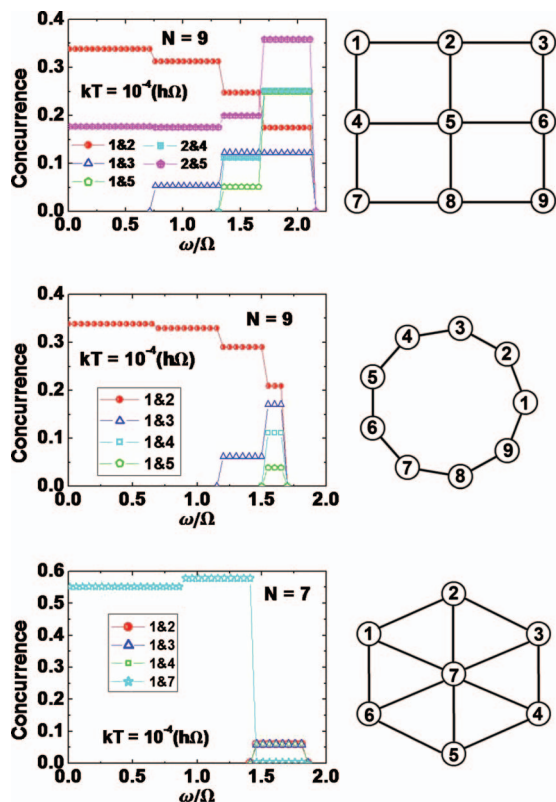 0.4
N = 9
0.3
kT = 10⁻⁴(ħΩ)
0.2
0.1
0.0
Concurrence
1&2
2&4
1&3
2&5
1&5
0.0 0.5 1.0 1.5 2.0
ω/Ω
1 2 3
4 5 6
7 8 9
0.4
N = 9
0.3
kT = 10⁻⁴(ħΩ)
0.2
0.1
0.0
Concurrence
1&2
1&3
1&4
1&5
0.0 0.5 1.0 1.5 2.0
ω/Ω
3
4
2
5
1
6
9
7
8
0.6
N = 7
0.5
0.4
0.3
0.2
0.1
0.0
Concurrence
1&2
1&3
1&4
1&7
kT = 10⁻⁴(ħΩ)
0.0 0.5 1.0 1.5 2.0
ω/Ω
2
1 3
7
6 4
5